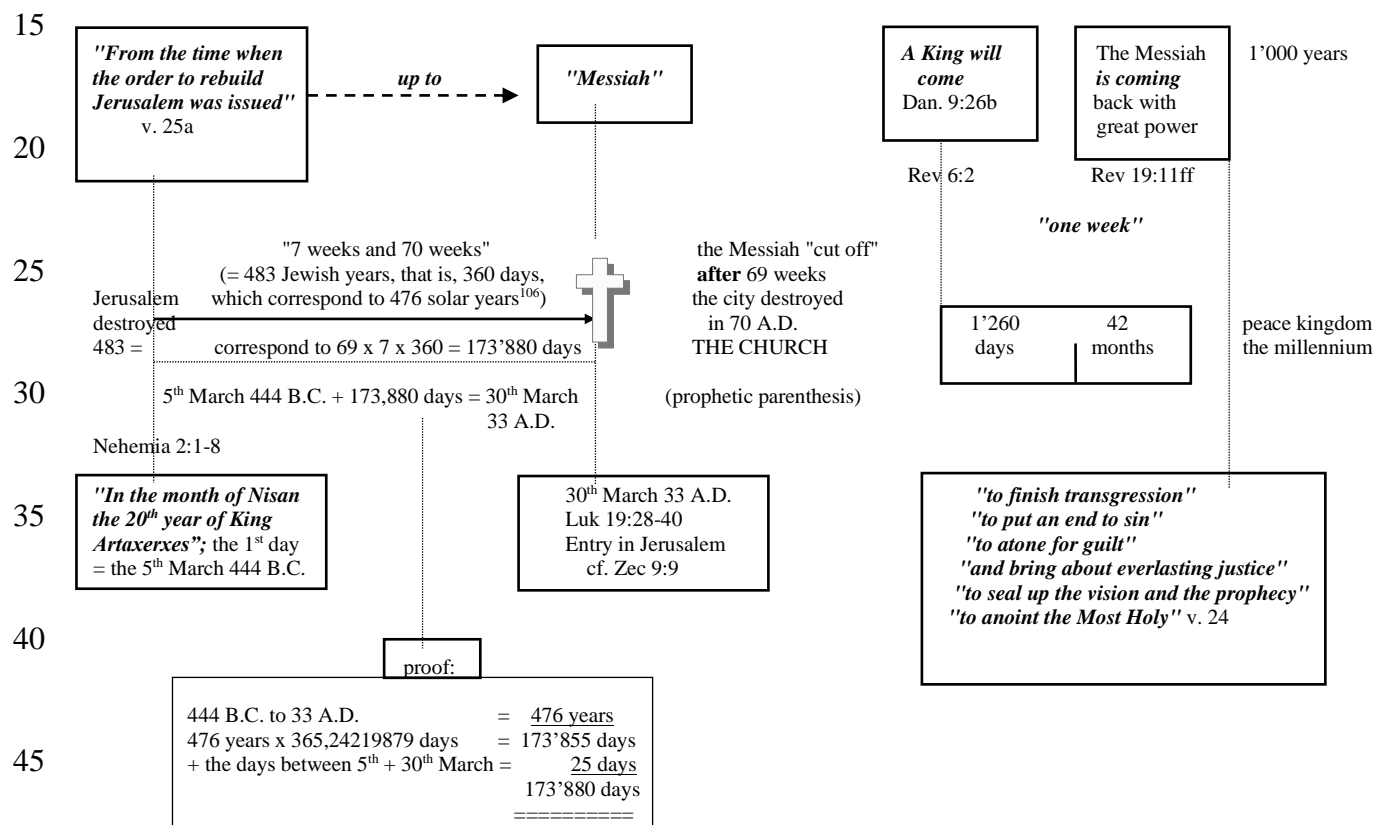 15
"From the time when
the order to rebuild
Jerusalem was issued"
v. 25a
up to
"Messiah"
A King will
come
Dan. 9:26b
The Messiah
is coming
back with
great power
1'000 years
20
Rev 6:2
Rev 19:11ff
"one week"
25
"7 weeks and 70 weeks"
(= 483 Jewish years, that is, 360 days,
which correspond to 476 solar years106)
Jerusalem
destroyed
483 =
correspond to 69 x 7 x 360 = 173'880 days
the Messiah "cut off"
after 69 weeks
the city destroyed
in 70 A.D.
THE CHURCH
(prophetic parenthesis)
1'260
days
42
months
peace kingdom
the millennium
30
5th March 444 B.C. + 173,880 days = 30th March
33 A.D.
Nehemia 2:1-8
35
"In the month of Nisan
the 20th year of King
Artaxerxes"; the 1st day
= the 5th March 444 B.C.
30th March 33 A.D.
Luk 19:28-40
Entry in Jerusalem
cf. Zec 9:9
"to finish transgression"
"to put an end to sin"
"to atone for guilt"
"and bring about everlasting justice"
"to seal up the vision and the prophecy"
"to anoint the Most Holy" v. 24
40
proof:
444 B.C. to 33 A.D. = 476 years
476 years x 365,24219879 days = 173'855 days
45
+ the days between 5th + 30th March = 25 days
173'880 days
==========